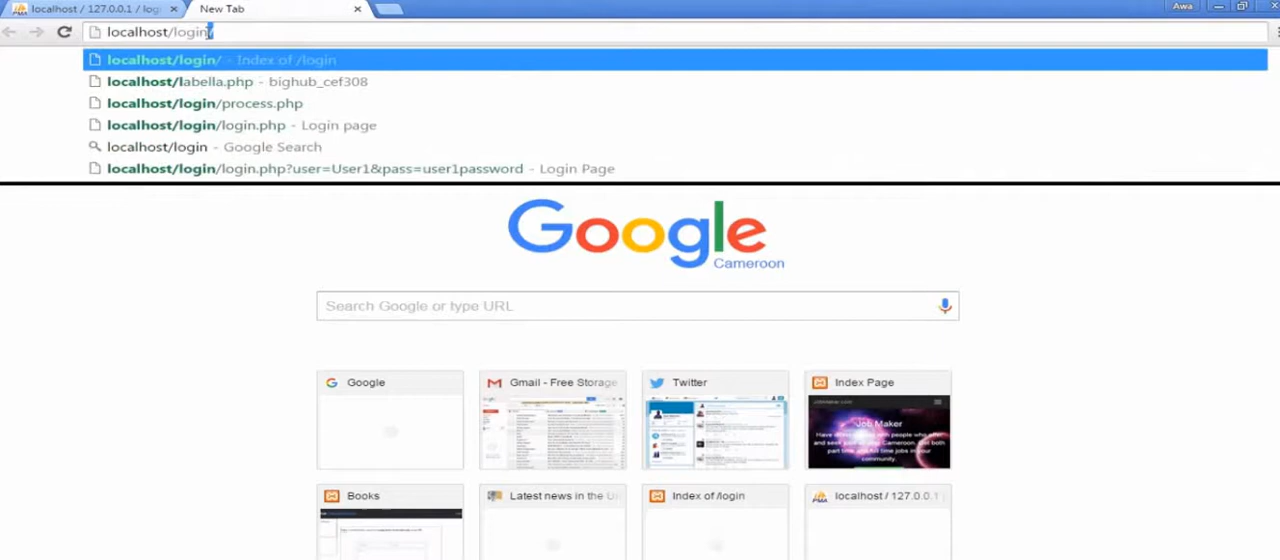 localhost / 127.0.0.1 / logi
New Tab
Awa
localhost/login/
localhost/login/ - Index of /login
localhost/labella.php - bighub_cef308
localhost/login/process.php
localhost/login/login.php - Login page
localhost/login - Google Search
localhost/login/login.php?user=User1&pass=user1password - Login Page
Google
Cameroon
Search Google or type URL
Google
Gmail - Free Storage
Twitter
Index Page
Job Maker
Books
Latest news in the U
Index of /login
localhost / 127.0.0.1